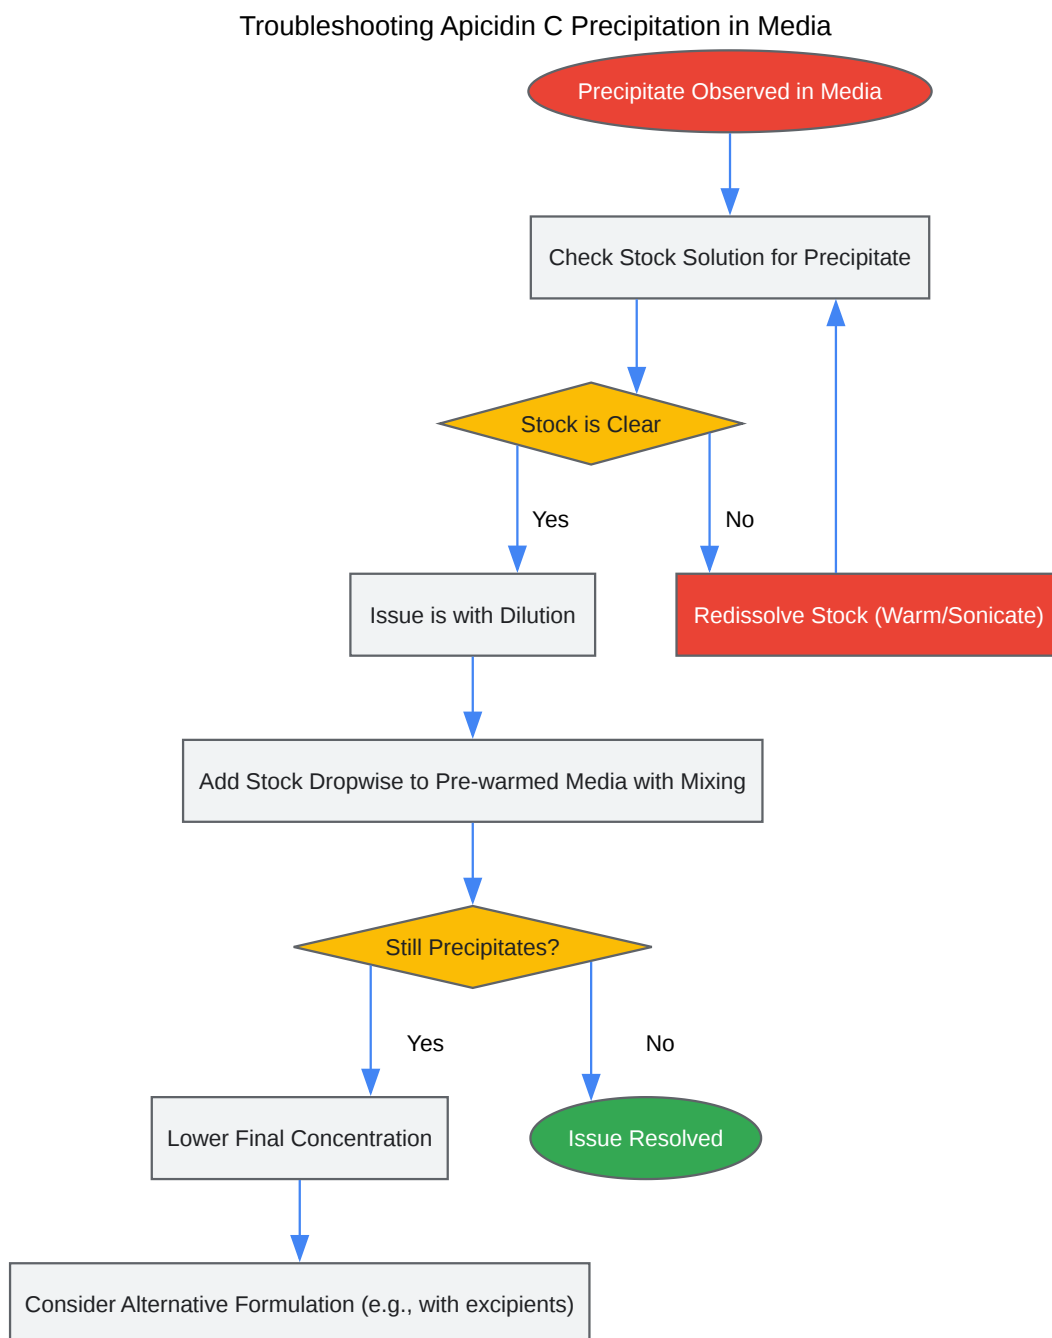 Troubleshooting Apicidin C Precipitation in Media
Precipitate Observed in Media
Check Stock Solution for Precipitate
Stock is Clear
Yes
No
Issue is with Dilution
Redissolve Stock (Warm/Sonicate)
Add Stock Dropwise to Pre-warmed Media with Mixing
Still Precipitates?
Yes
No
Lower Final Concentration
Issue Resolved
Consider Alternative Formulation (e.g., with excipients)